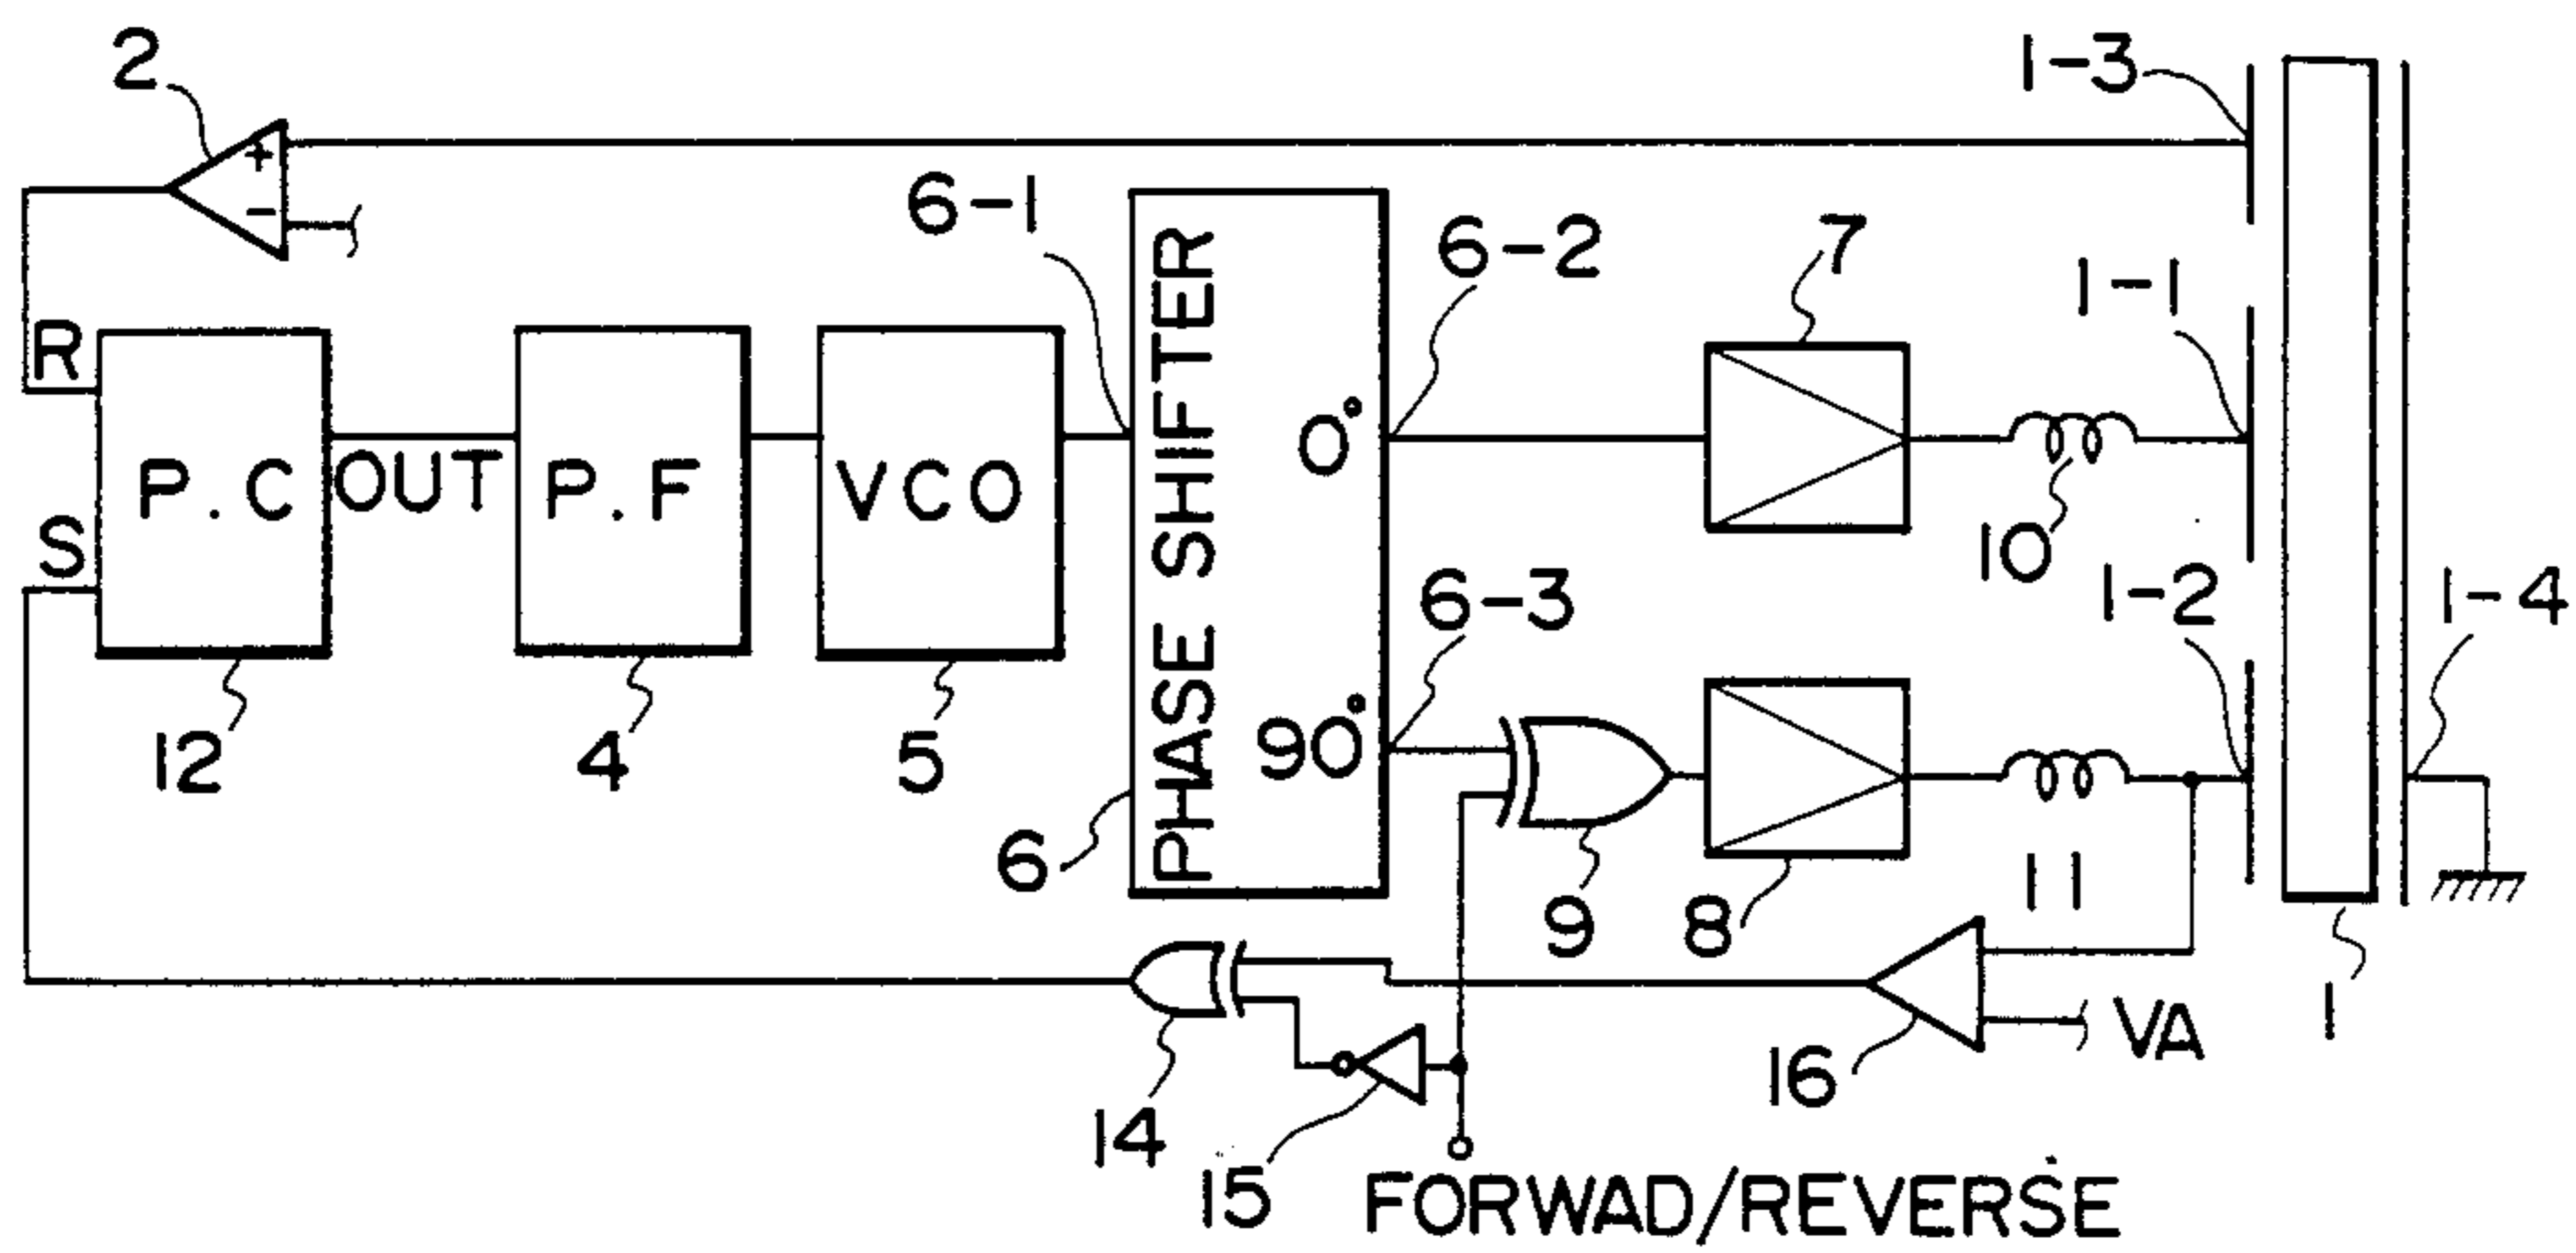 2
1-3
+
-
6-1
6-2
7
1-1
R
P.C
OUT
P.F
VCO
PHASE SHIFTER
0°
10
S
6-3
1-2
1-4
90°
12
4
5
6
9
8
11
1
14
15
16
VA
FORWAD/REVERSE